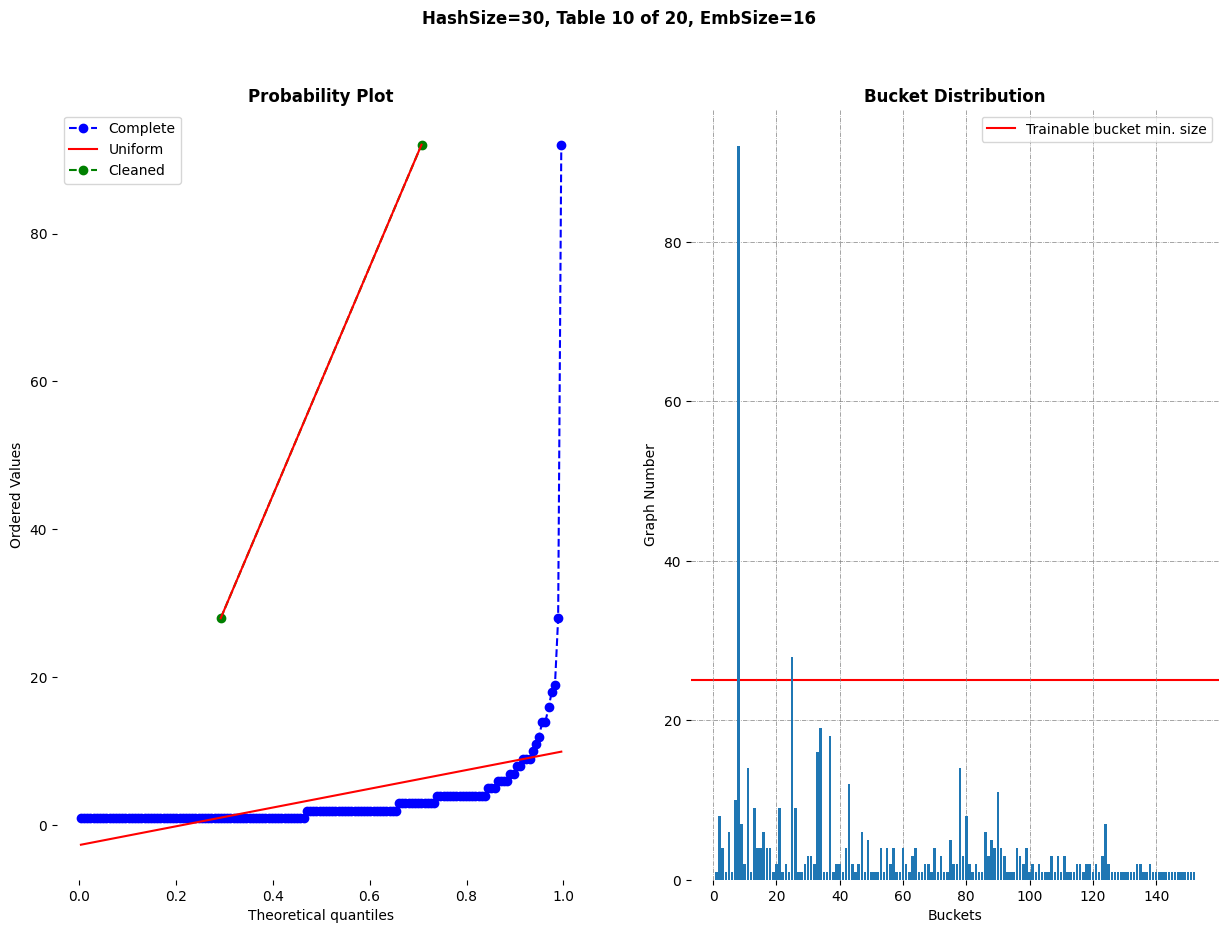 HashSize=30, Table 10 of 20, EmbSize=16
Probability Plot
Complete
Uniform
Cleaned
80
60
40
20
0
Ordered Values
0.0 0.2 0.4 0.6 0.8 1.0
Theoretical quantiles
Bucket Distribution
Trainable bucket min. size
80
60
40
20
0
Graph Number
0 20 40 60 80 100 120 140
Buckets